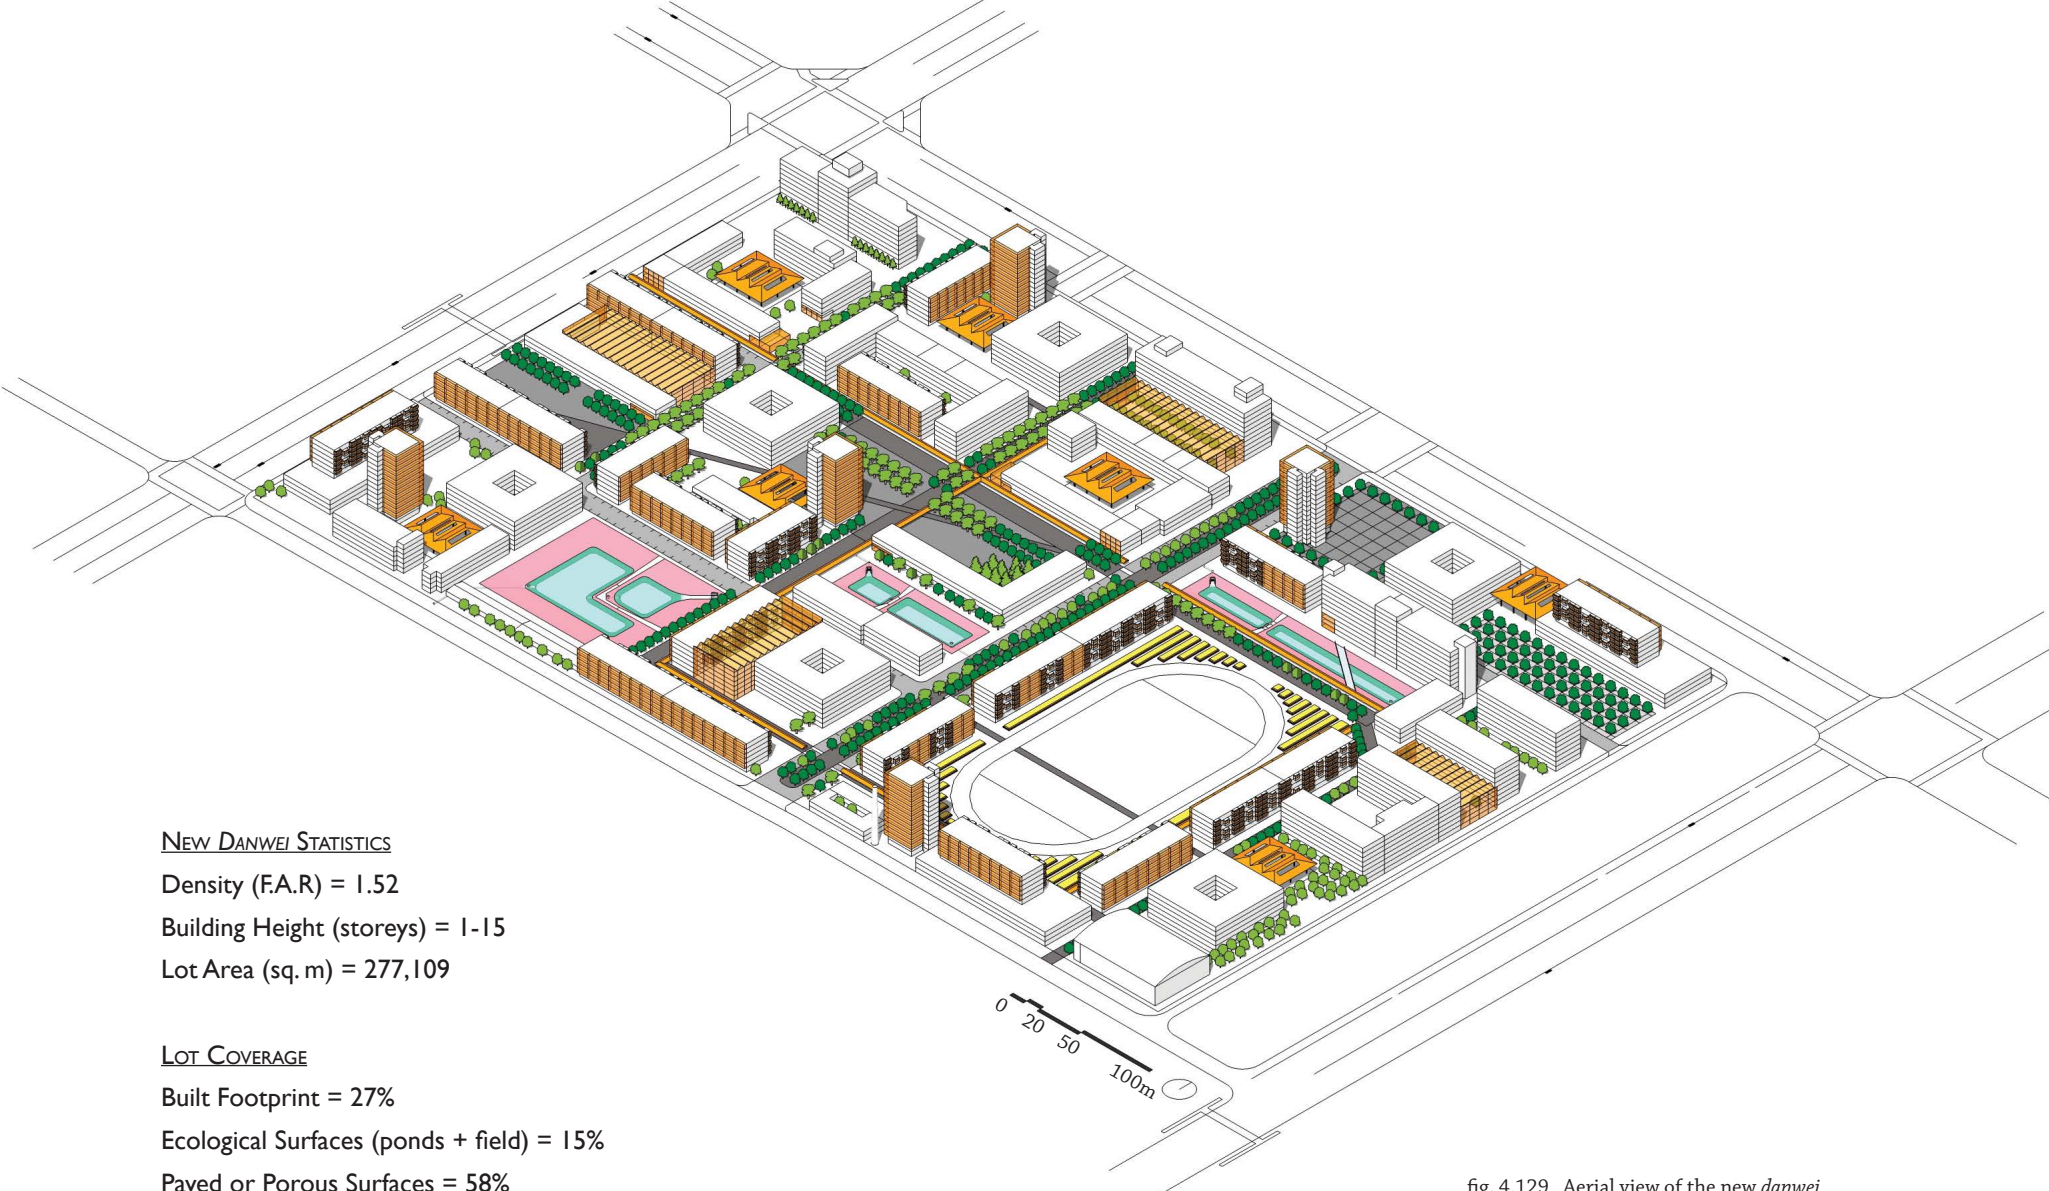 NEW DANWEI STATISTICS
Density (F.A.R) = 1.52
Building Height (storeys) = 1-15
Lot Area (sq. m) = 277,109
LOT COVERAGE
Built Footprint = 27%
Ecological Surfaces (ponds + field) = 15%
Paved or Porous Surfaces = 58%
0
20
50
100m
fig. 4.129 Aerial view of the new danwei